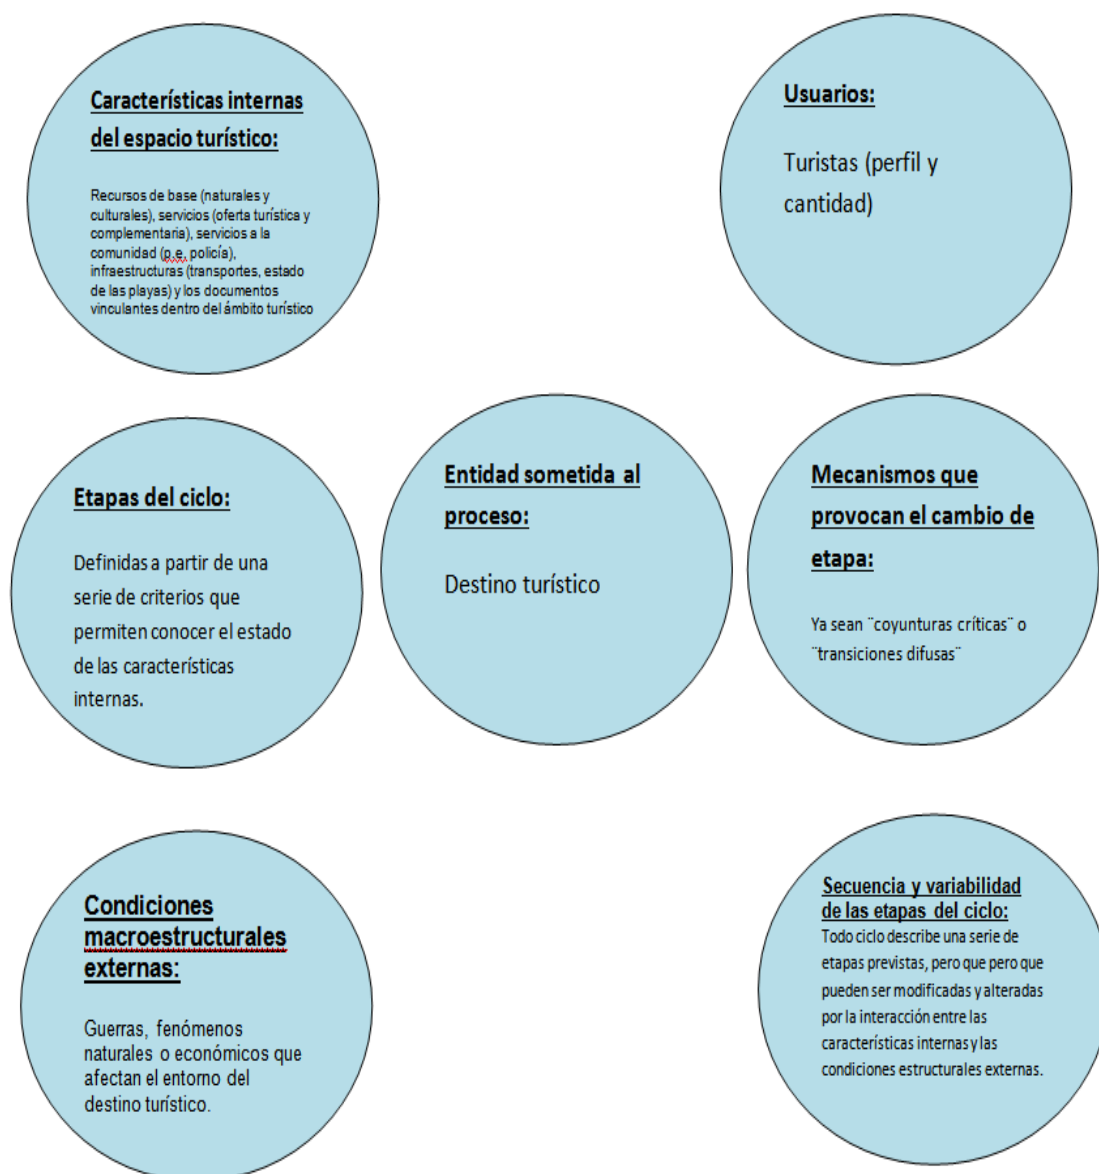 Características internas
del espacio turístico:
Recursos de base (naturales y
culturales), servicios (oferta turística y
complementaria), servicios a la
comunidad (p.e. policía),
infraestructuras (transportes, estado
de las playas) y los documentos
vinculantes dentro del ámbito turístico
Usuarios:
Turistas (perfil y
cantidad)
Etapas del ciclo:
Definidas a partir de una
serie de criterios que
permiten conocer el estado
de las características
internas.
Entidad sometida al
proceso:
Destino turístico
Mecanismos que
provocan el cambio de
etapa:
Ya sean ¨coyunturas críticas¨ o
¨transiciones difusas¨
Condiciones
macroestructurales
externas:
Guerras, fenómenos
naturales o económicos que
afectan el entorno del
destino turístico.
Secuencia y variabilidad
de las etapas del ciclo:
Todo ciclo describe una serie de
etapas previstas, pero que pero que
pueden ser modificadas y alteradas
por la interacción entre las
características internas y las
condiciones estructurales externas.